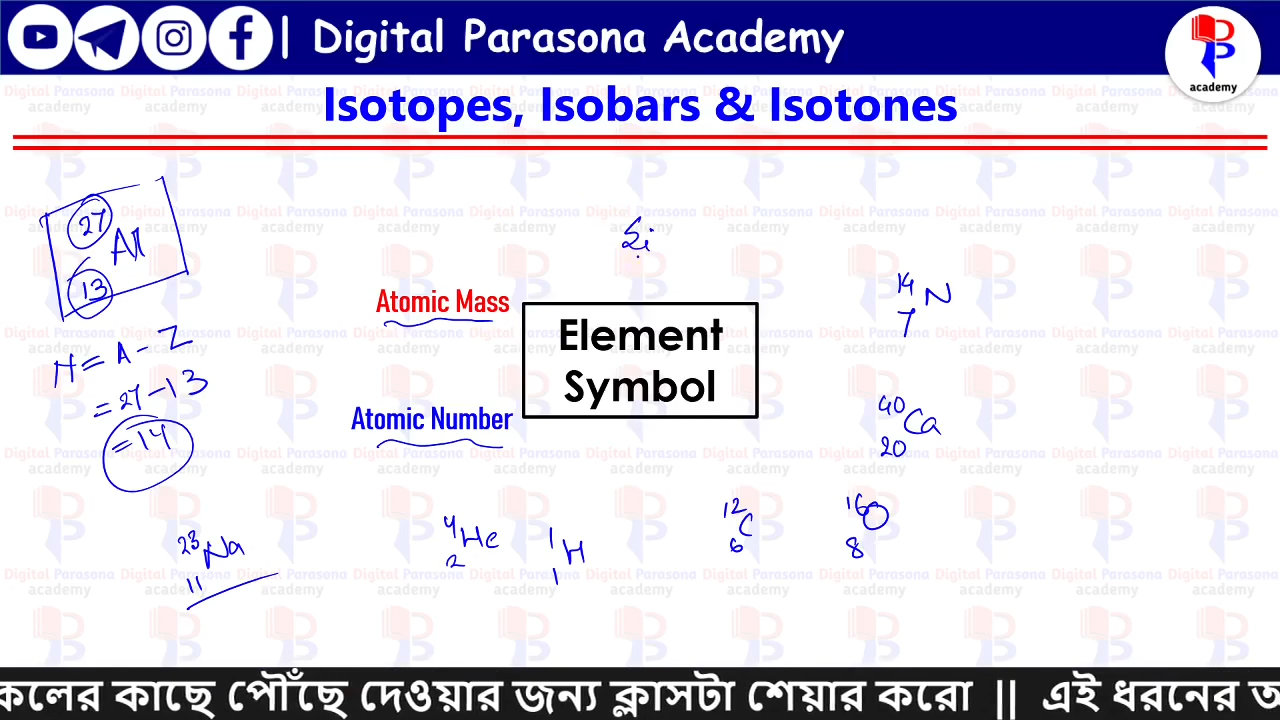 | Digital Parasona Academy
academy
Isotopes, Isobars & Isotones
27
Al
13
N = A - Z
= 27 - 13
= 14
Si
Atomic Mass
Element
Symbol
Atomic Number
14
N
7
40
Ca
20
23
Na
11
4
He
2
1
H
1
12
C
6
16
O
8
কলের কাছে পৌঁছে দেওয়ার জন্য ক্লাসটা শেয়ার করো || এই ধরনের